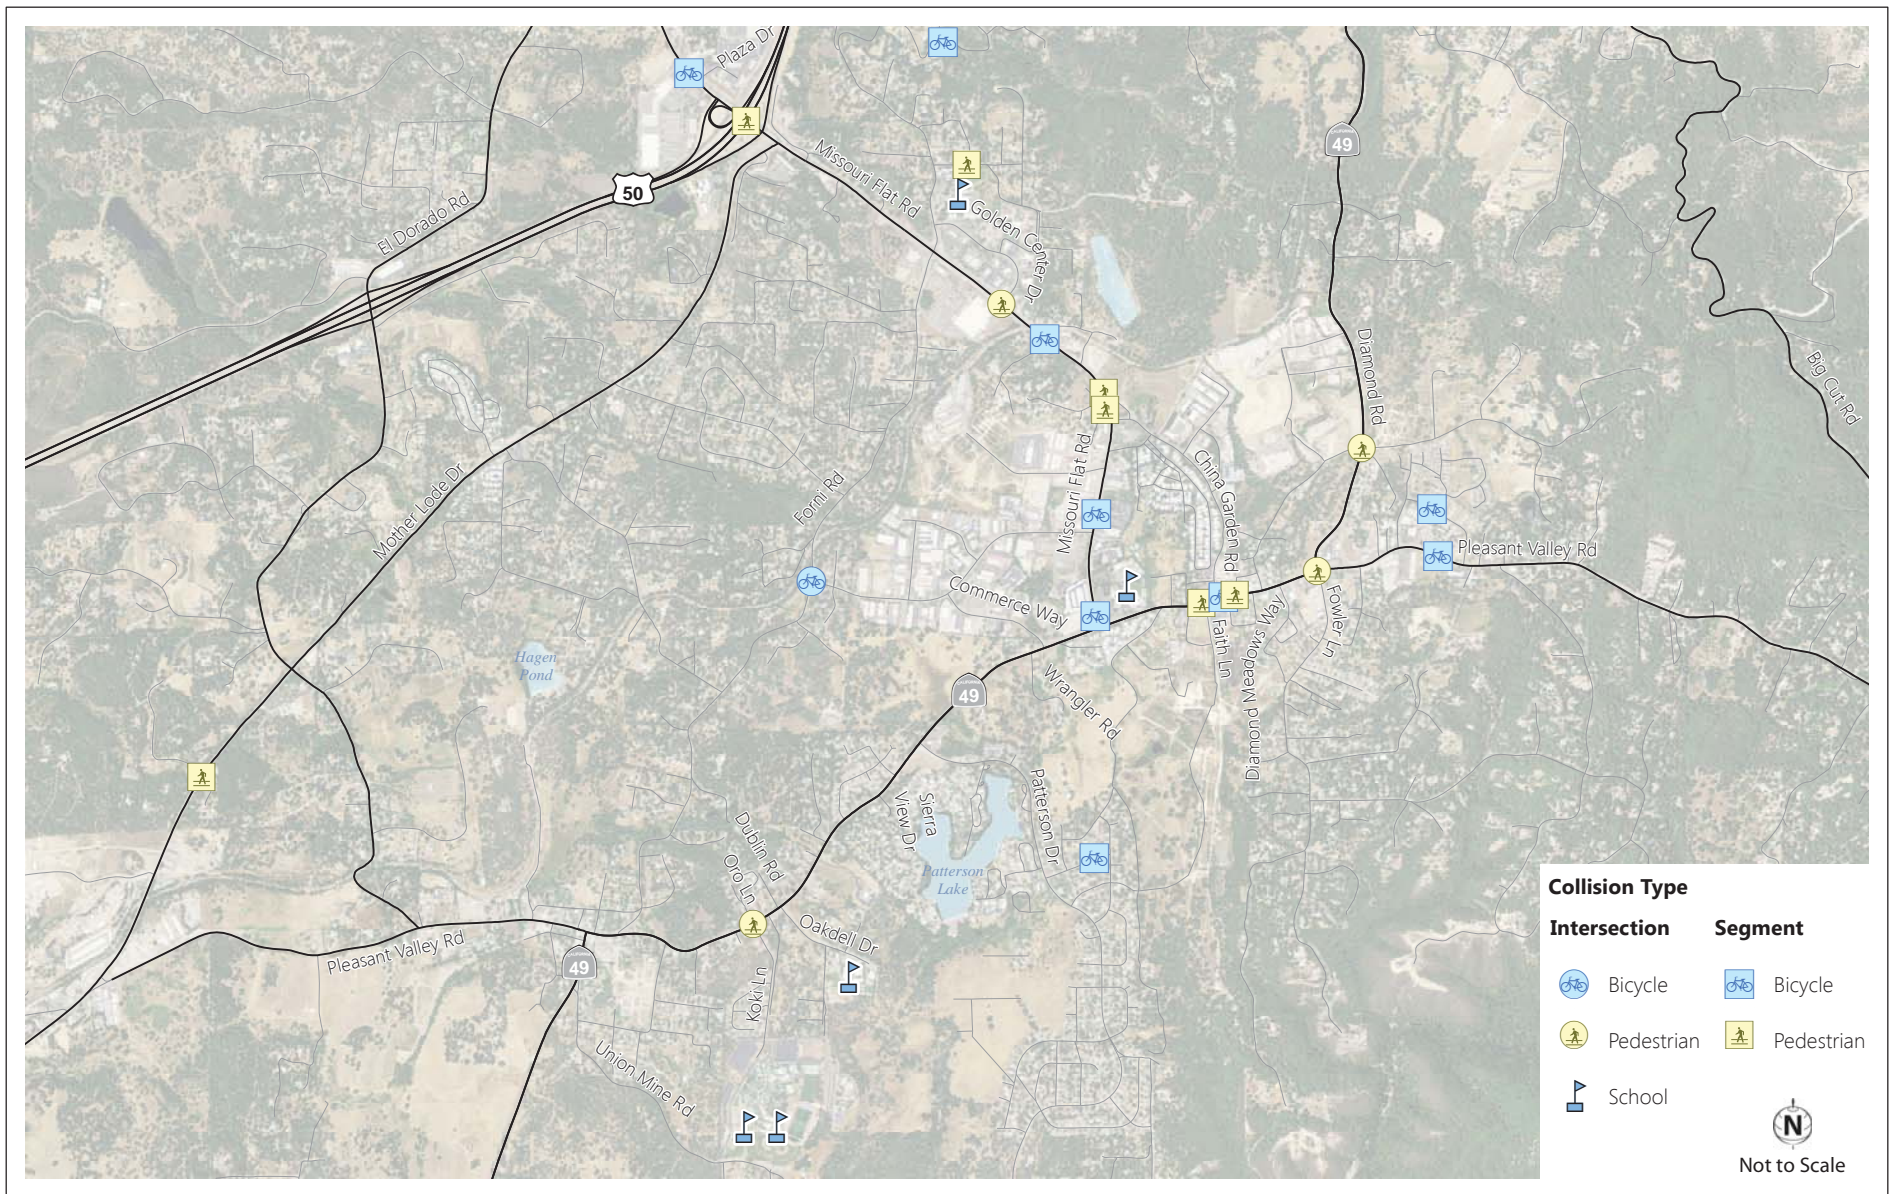 Plaza Dr
CALIFORNIA
49
50
El Dorado Rd
Missouri Flat Rd
Golden Center Dr
Diamond Rd
Big Cut Rd
Mother Lode Dr
Forni Rd
Missouri Flat Rd
China Garden Rd
Pleasant Valley Rd
Commerce Way
Hagen
Pond
Faith Ln
Diamond Meadows Way
Fowler Ln
Wrangler Rd
49
Sierra
View Dr
Patterson Dr
Dublin Rd
Oro Ln
Patterson
Lake
Oakdell Dr
Pleasant Valley Rd
49
Koki Ln
Union Mine Rd
Collision Type
Intersection Segment
Bicycle Bicycle
Pedestrian Pedestrian
School
N
Not to Scale